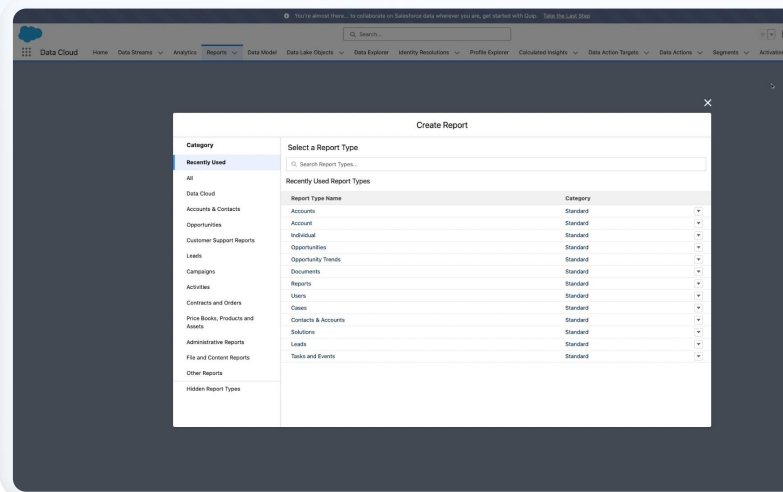 You're almost there... to collaborate on Salesforce data wherever you are, get started with Quip. Take the Last Step
Search...
Data Cloud Home Data Streams Analytics Reports Data Model Data Lake Objects Data Explorer Identity Resolutions Profile Explorer Calculated Insights Data Action Targets Data Actions Segments Activation
Create Report
Category
Recently Used
All
Data Cloud
Accounts & Contacts
Opportunities
Customer Support Reports
Leads
Campaigns
Activities
Contracts and Orders
Price Books, Products and
Assets
Administrative Reports
File and Content Reports
Other Reports
Hidden Report Types
Select a Report Type
Search Report Types...
Recently Used Report Types
Report Type Name Category
Accounts Standard
Account Standard
Individual Standard
Opportunities Standard
Opportunity Trends Standard
Documents Standard
Reports Standard
Users Standard
Cases Standard
Contacts & Accounts Standard
Solutions Standard
Leads Standard
Tasks and Events Standard